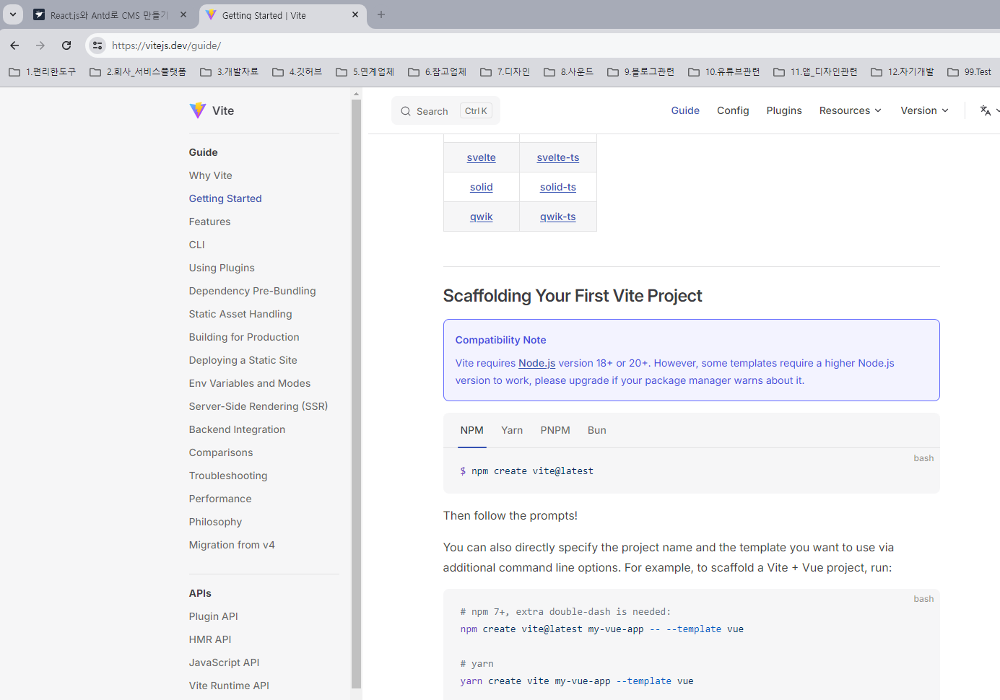 React.js와 Antd로 CMS 만들기
Getting Started | Vite
https://vitejs.dev/guide/
1.편리한도구
2.회사_서비스플랫폼
3.개발자료
4.깃허브
5.연계업체
6.참고업체
7.디자인
8.사운드
9.블로그관련
10.유튜브관련
11.앱_디자인관련
12.자기개발
99.Test
Vite
Search
Ctrl K
Guide
Config
Plugins
Resources
Version
Guide
Why Vite
Getting Started
Features
CLI
Using Plugins
Dependency Pre-Bundling
Static Asset Handling
Building for Production
Deploying a Static Site
Env Variables and Modes
Server-Side Rendering (SSR)
Backend Integration
Comparisons
Troubleshooting
Performance
Philosophy
Migration from v4
APIs
Plugin API
HMR API
JavaScript API
Vite Runtime API
svelte svelte-ts
solid solid-ts
qwik qwik-ts
Scaffolding Your First Vite Project
Compatibility Note
Vite requires Node.js version 18+ or 20+. However, some templates require a higher Node.js
version to work, please upgrade if your package manager warns about it.
NPM Yarn PNPM Bun
bash
$ npm create vite@latest
Then follow the prompts!
You can also directly specify the project name and the template you want to use via
additional command line options. For example, to scaffold a Vite + Vue project, run:
bash
# npm 7+, extra double-dash is needed:
npm create vite@latest my-vue-app -- --template vue
# yarn
yarn create vite my-vue-app --template vue